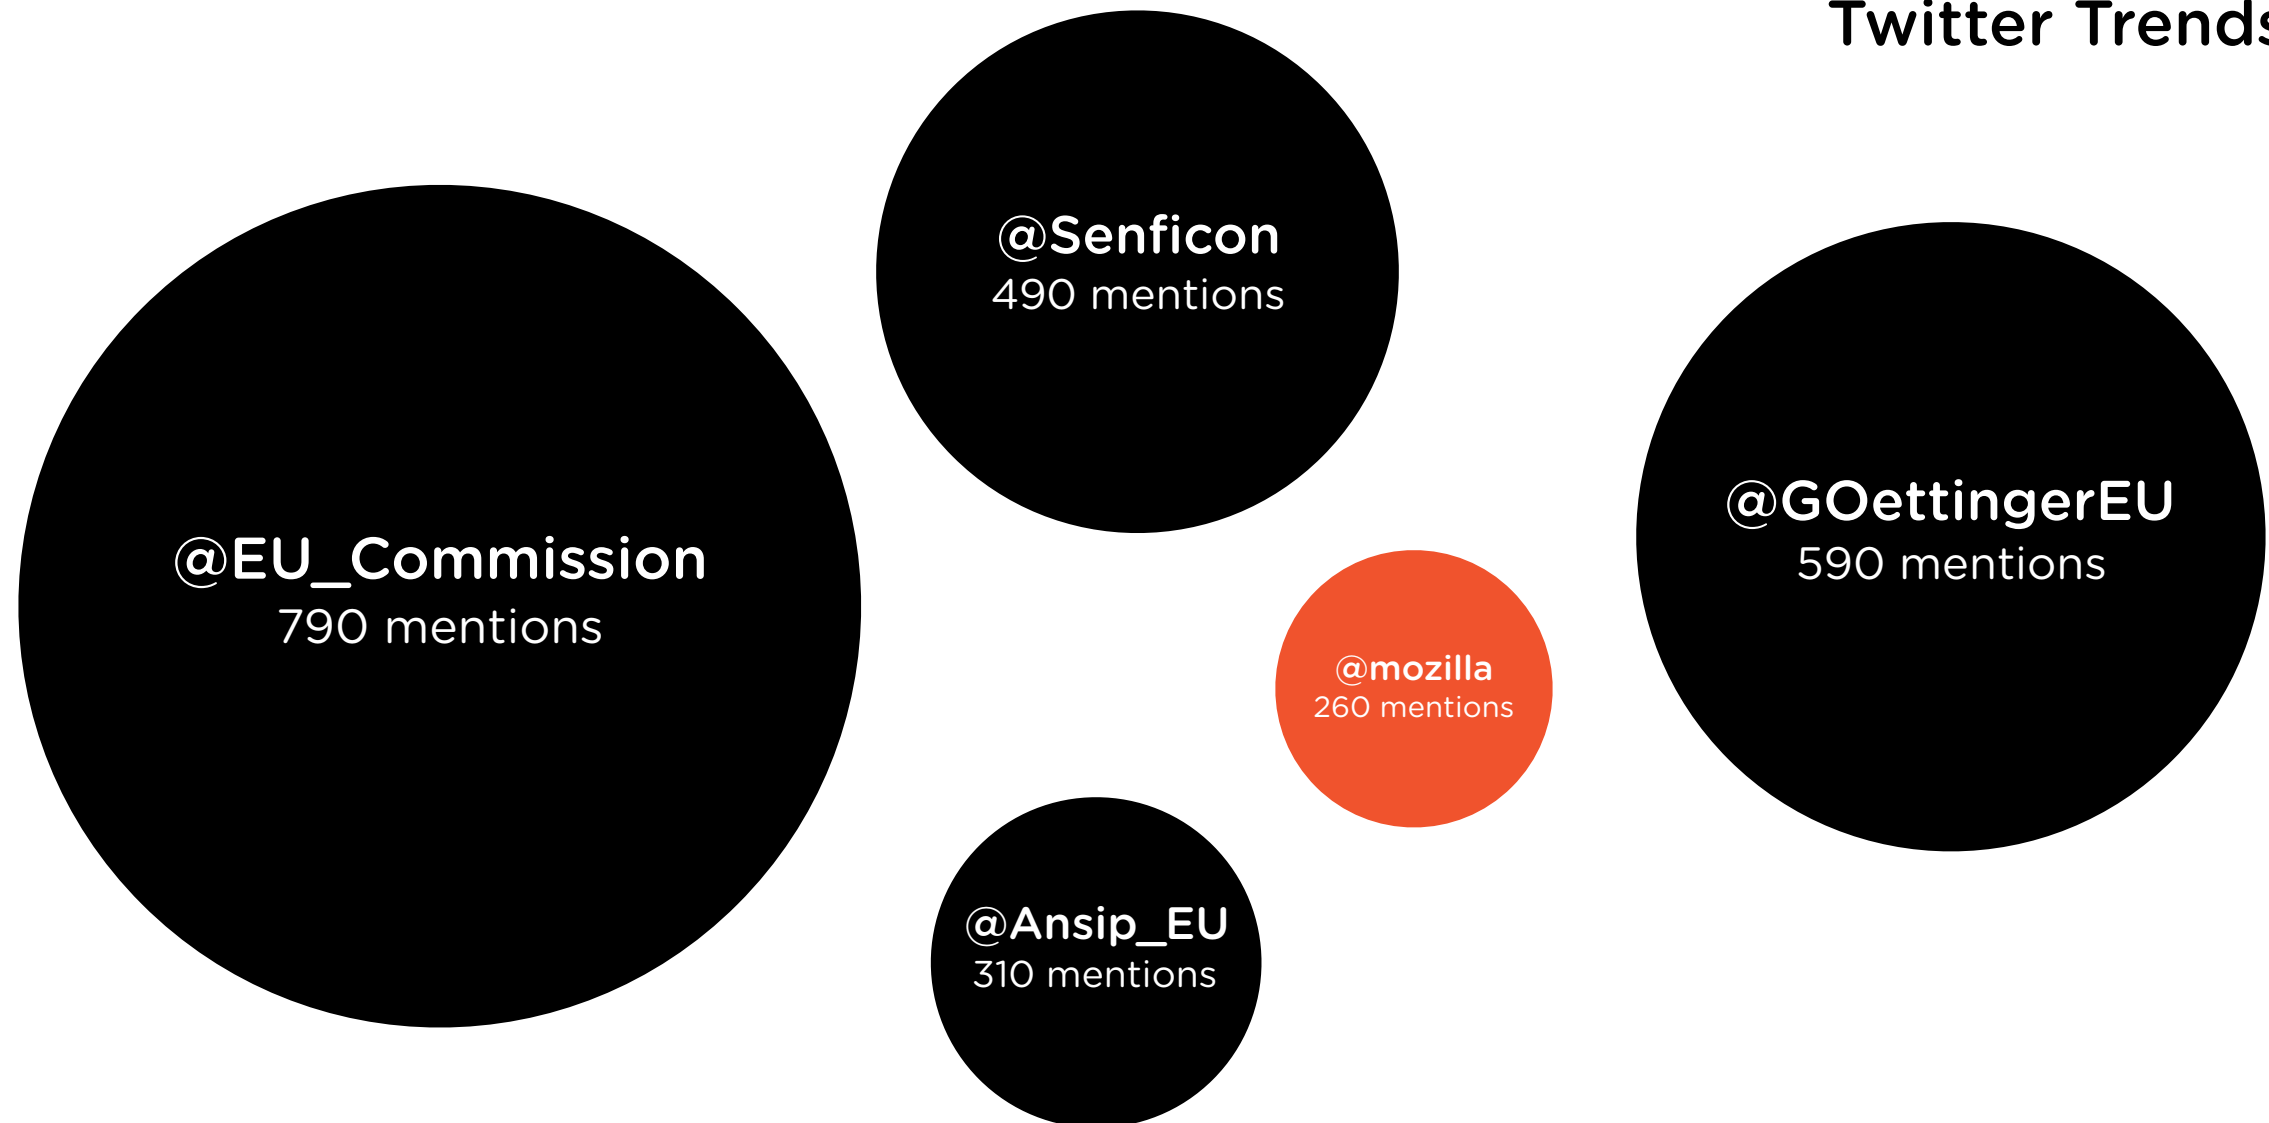 Twitter Trends
@Senficon
490 mentions
@GOettingerEU
590 mentions
@EU_Commission
790 mentions
@mozilla
260 mentions
@Ansip_EU
310 mentions